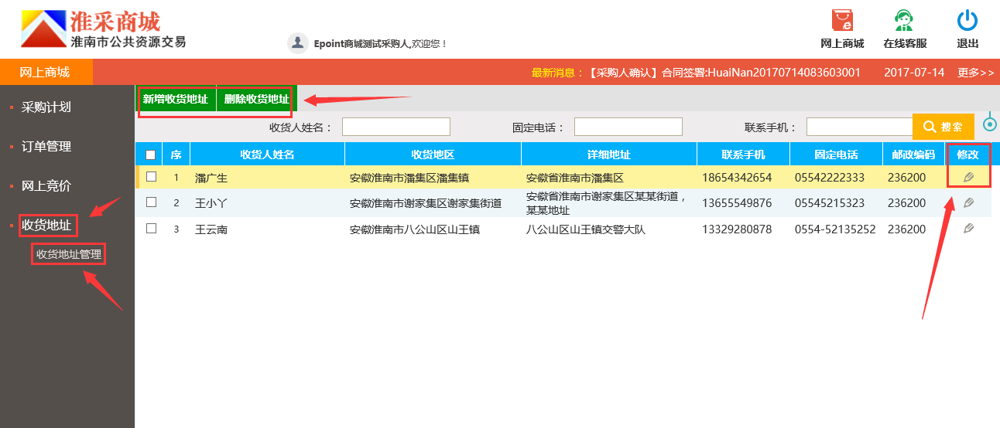 淮采商城
淮南市公共资源交易
Epoint商城测试采购人,欢迎您！
网上商城 在线客服 退出
网上商城
最新消息：【采购人确认】合同签署:HuaiNan20170714083603001 2017-07-14 更多>>
采购计划
订单管理
网上竞价
收货地址
收货地址管理
新增收货地址 删除收货地址
收货人姓名： 固定电话： 联系手机： 搜索
序 收货人姓名 收货地区 详细地址 联系手机 固定电话 邮政编码 修改
1 潘广生 安徽淮南市潘集区潘集镇 安徽省淮南市潘集区 18654342654 05542222333 236200
2 王小丫 安徽淮南市谢家集区谢家集街道 安徽省淮南市谢家集区某某街道，
某某地址 13655549876 05545215323 236200
3 王云南 安徽淮南市八公山区山王镇 八公山区山王镇交警大队 13329280878 0554-52135252 236200